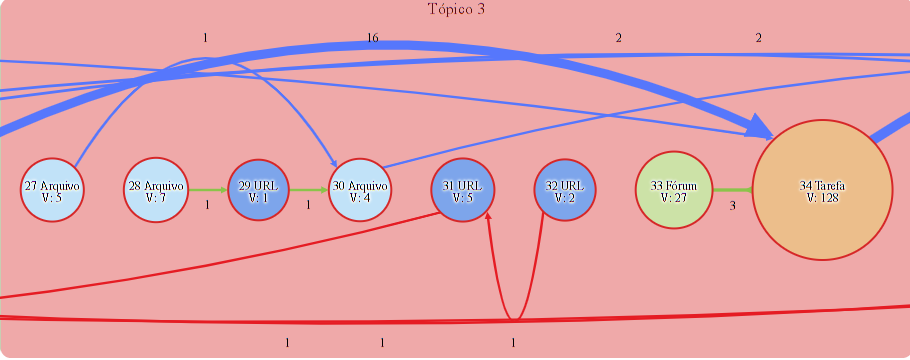 Tópico 3
1
16
2
2
27 Arquivo
V: 5
28 Arquivo
V: 7
29 URL
V: 1
30 Arquivo
V: 4
31 URL
V: 5
32 URL
V: 2
33 Fórum
V: 27
34 Tarefa
V: 128
1
1
3
1
1
1